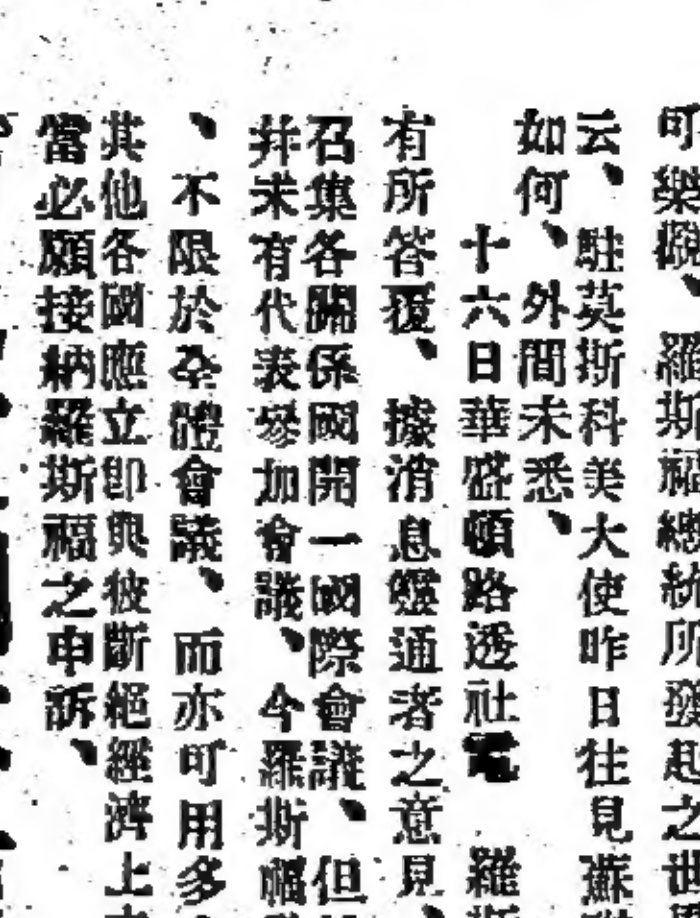 可樂觀、羅斯福總統所發起之世
云、駐莫斯科美大使昨日往見蘇
如何、外間未悉、
十六日華盛頓路透社電　羅斯
有所答覆、據消息靈通者之意見、
召集各關係國開一國際會議、但
幷未有代表參加會議、今羅斯福
、不限於全體會議、而亦可用多
其他各國應立即與彼斷絕經濟上
當必願接納羅斯福之申訴、